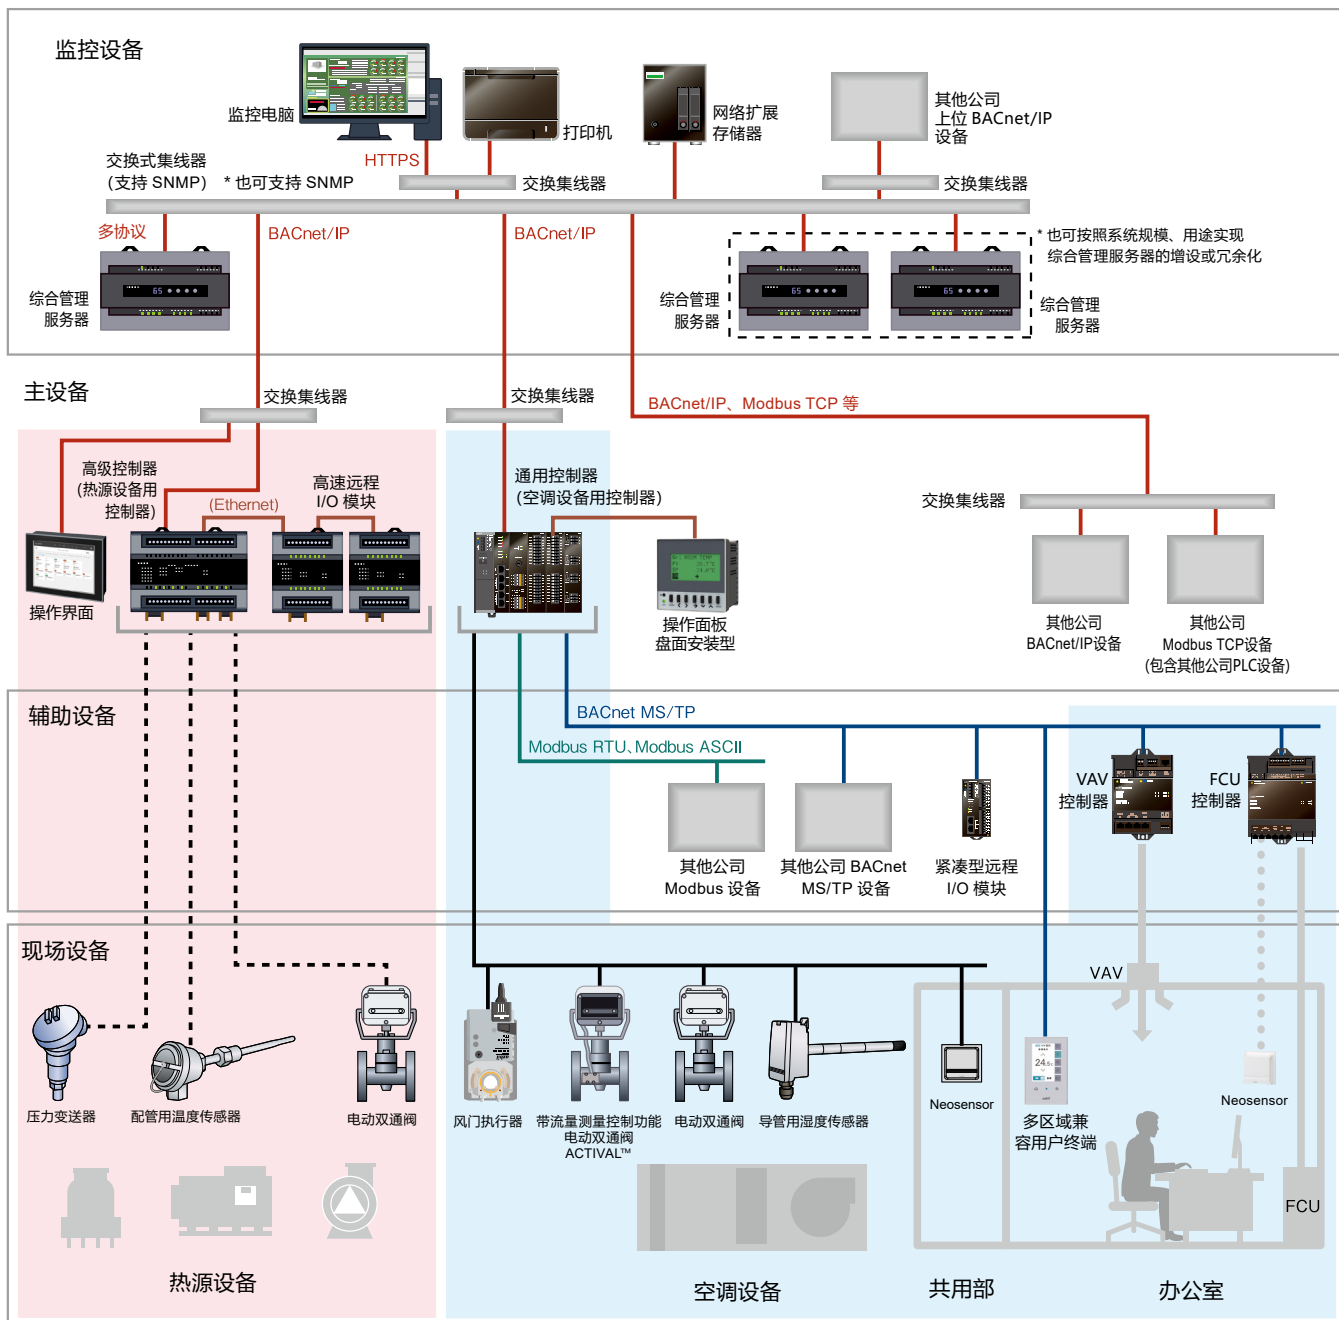 监控设备
监控电脑
打印机
网络扩展
存储器
其他公司
上位 BACnet/IP
设备
HTTPS
交换式集线器
(支持 SNMP)
* 也可支持 SNMP
交换集线器
交换集线器
多协议
BACnet/IP
BACnet/IP
* 也可按照系统规模、用途实现
综合管理服务器的增设或冗余化
综合管理
服务器
综合管理
服务器
综合管理
服务器
65
65
65
主设备
交换集线器
交换集线器
BACnet/IP、Modbus TCP 等
高级控制器
(热源设备用
控制器)
(Ethernet)
高速远程
I/O 模块
通用控制器
(空调设备用控制器)
交换集线器
操作界面
操作面板
盘面安装型
其他公司
BACnet/IP设备
其他公司
Modbus TCP设备
(包含其他公司PLC设备)
辅助设备
BACnet MS/TP
Modbus RTU、Modbus ASCII
VAV
控制器
FCU
控制器
其他公司
Modbus 设备
其他公司 BACnet
MS/TP 设备
紧凑型远程
I/O 模块
现场设备
VAV
24.5
压力变送器
配管用温度传感器
电动双通阀
风门执行器
带流量测量控制功能
电动双通阀
ACTIVAL™
电动双通阀
导管用湿度传感器
Neosensor
多区域兼
容用户终端
Neosensor
FCU
热源设备
空调设备
共用部
办公室